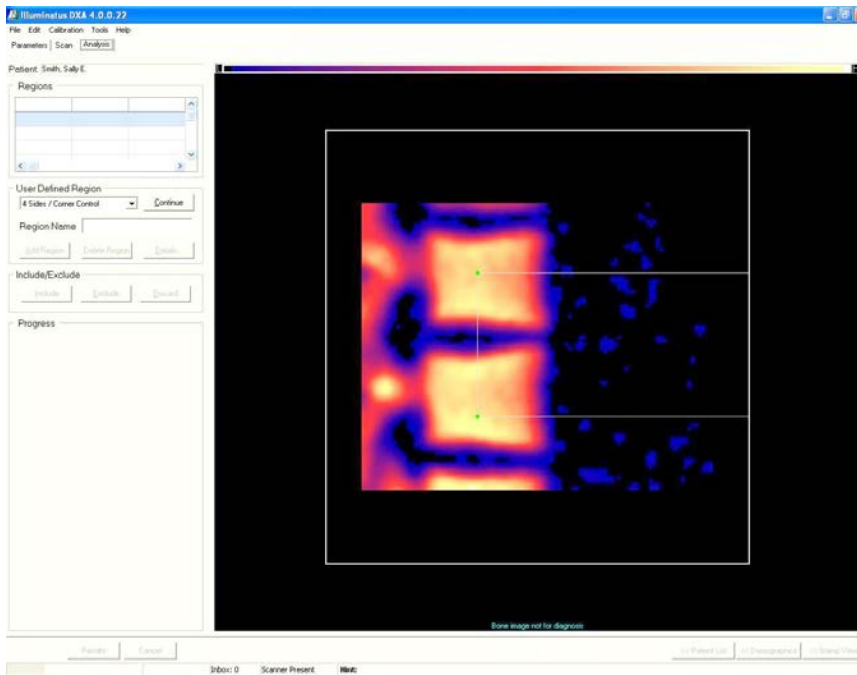 Illuminatus DXA 4.0.0.22
File Edit Calibration Tools Help
Parameters Scan Analysis
Patient: Smith, Sally E.
Regions
User Defined Region
4 Sides / Corner Control Continue
Region Name
Add Region Delete Region Details
Include/Exclude
Include Exclude Discard
Progress
Bone image not for diagnosis
Results Cancel << Patient List << Demographics
Inbox: 0 Scanner Present Hint: